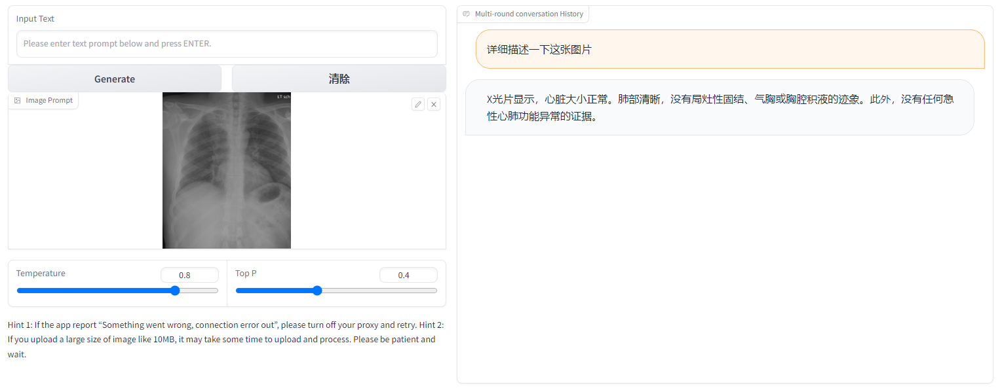 Input Text
Please enter text prompt below and press ENTER.
Generate
清除
Image Prompt
LT sch
Temperature
0.8
Top P
0.4
Hint 1: If the app report “Something went wrong, connection error out”, please turn off your proxy and retry. Hint 2:
If you upload a large size of image like 10MB, it may take some time to upload and process. Please be patient and
wait.
Multi-round conversation History
详细描述一下这张图片
X光片显示，心脏大小正常。肺部清晰，没有局灶性固结、气胸或胸腔积液的迹象。此外，没有任何急
性心肺功能异常的证据。